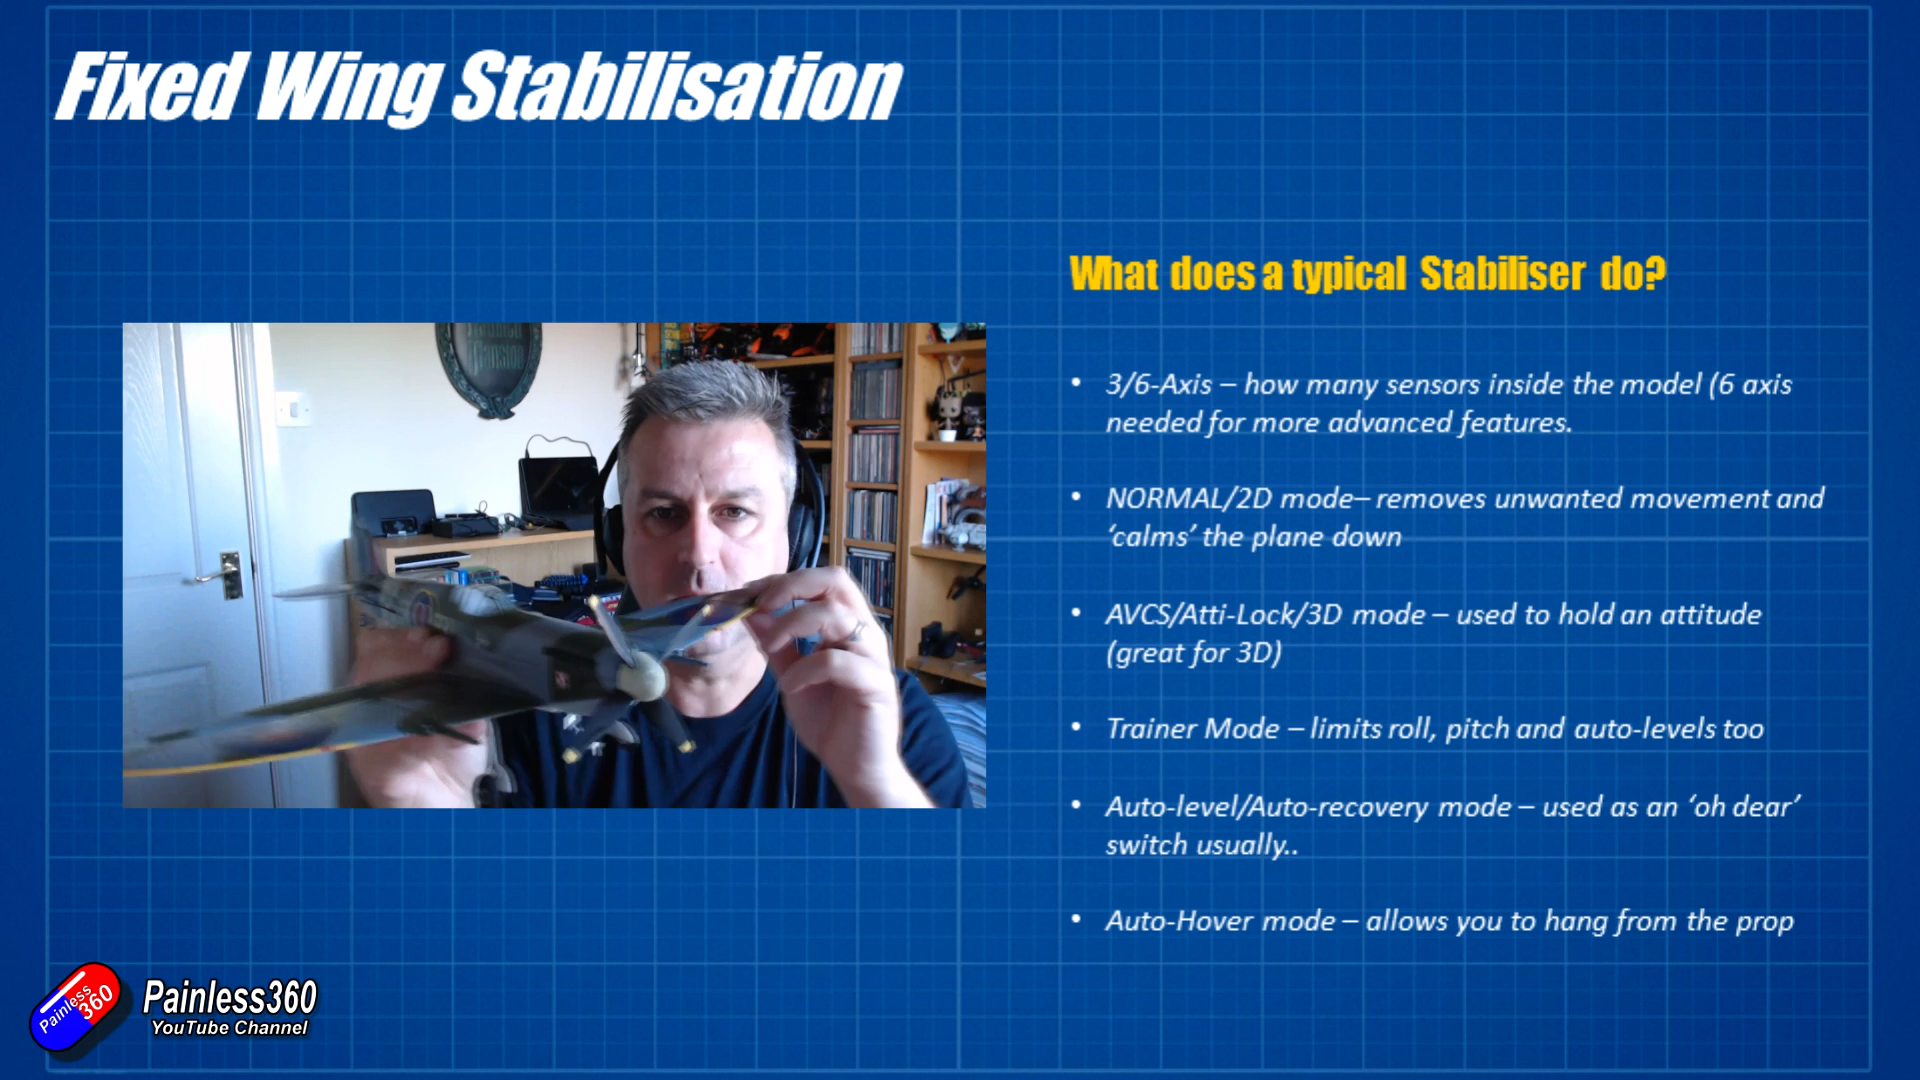 Fixed Wing Stabilisation
What does a typical Stabiliser do?
• 3/6-Axis – how many sensors inside the model (6 axis
needed for more advanced features.
• NORMAL/2D mode– removes unwanted movement and
‘calms’ the plane down
• AVCS/Atti-Lock/3D mode – used to hold an attitude
(great for 3D)
• Trainer Mode – limits roll, pitch and auto-levels too
• Auto-level/Auto-recovery mode – used as an ‘oh dear’
switch usually..
• Auto-Hover mode – allows you to hang from the prop
Mansion
Painless
360
Painless360
YouTube Channel